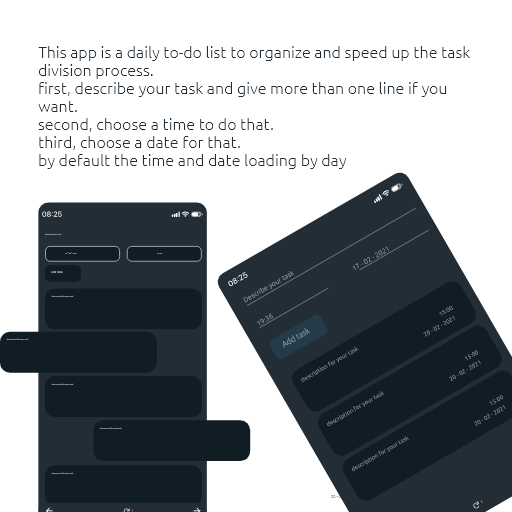 This app is a daily to-do list to organize and speed up the task
division process.
first, describe your task and give more than one line if you
want.
second, choose a time to do that.
third, choose a date for that.
by default the time and date loading by day
08:25
08:25
Describe your task
19:36
17 - 02 - 2021
Add task
description for your task
15:00
20 - 02 - 2021
description for your task
15:00
20 - 02 - 2021
description for your task
15:00
20 - 02 - 2021